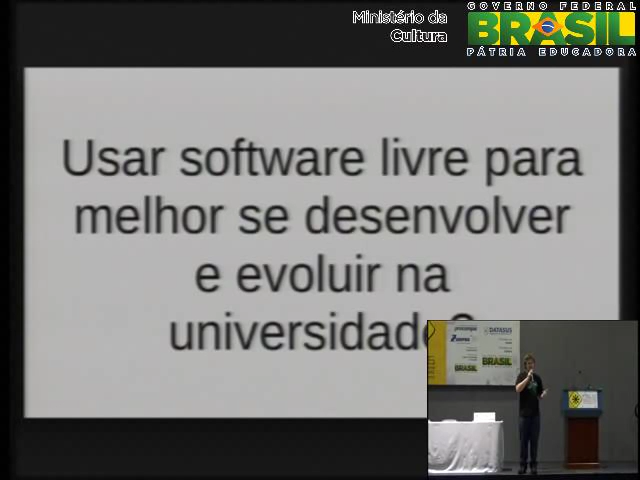 Ministério da
Cultura
GOVERNO FEDERAL
BRASIL
PÁTRIA EDUCADORA
Usar software livre para
melhor se desenvolver
e evoluir na
universidade?
procempa
DATASUS
BRASIL
BRASIL